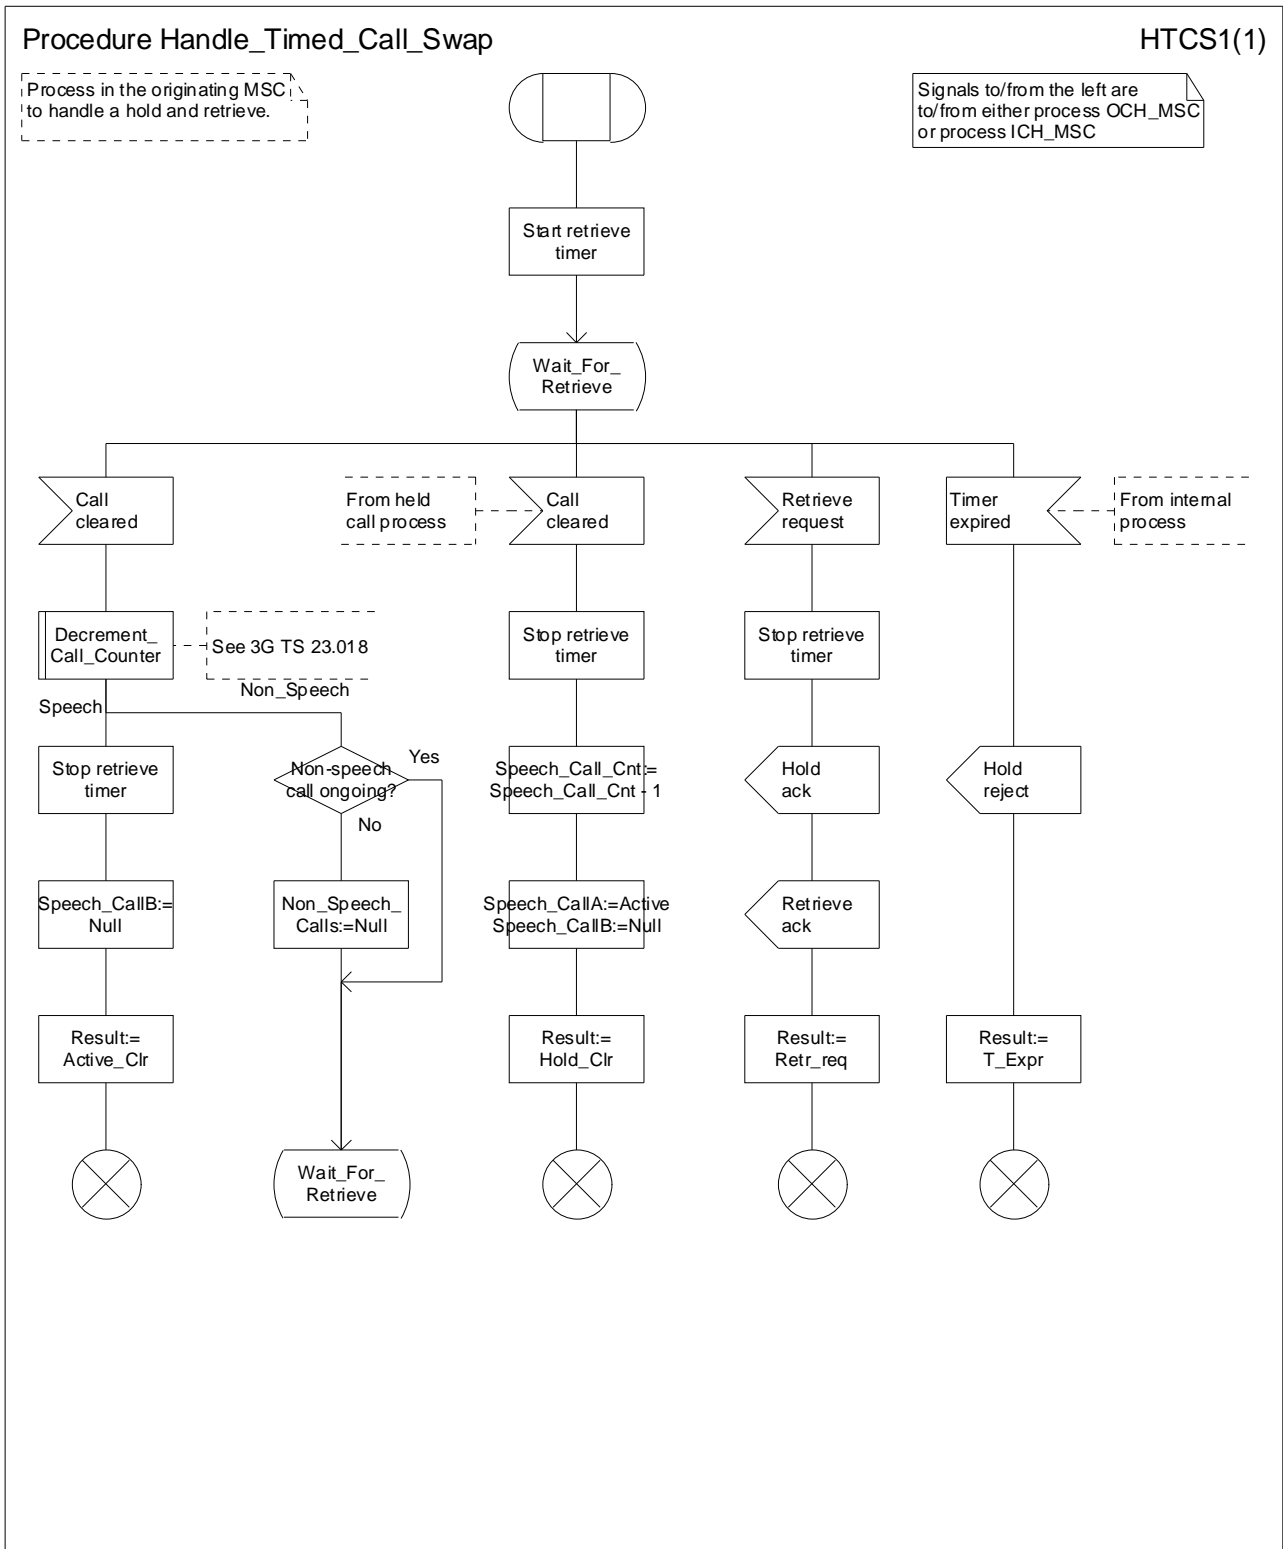 Procedure Handle_Timed_Call_Swap
HTCS1(1)
Process in the originating MSC
to handle a hold and retrieve.
Signals to/from the left are
to/from either process OCH_MSC
or process ICH_MSC
Start retrieve
timer
Wait_For_
Retrieve
Call
cleared
From held
call process
Call
cleared
Retrieve
request
Timer
expired
From internal
process
Decrement_
Call_Counter
See 3G TS 23.018
Stop retrieve
timer
Stop retrieve
timer
Speech
Non_Speech
Stop retrieve
timer
Non-speech
call ongoing?
Yes
No
Speech_Call_Cnt:=
Speech_Call_Cnt - 1
Hold
ack
Hold
reject
Speech_CallB:=
Null
Non_Speech_
Calls:=Null
Speech_CallA:=Active
Speech_CallB:=Null
Retrieve
ack
Result:=
Active_Clr
Result:=
Hold_Clr
Result:=
Retr_req
Result:=
T_Expr
Wait_For_
Retrieve